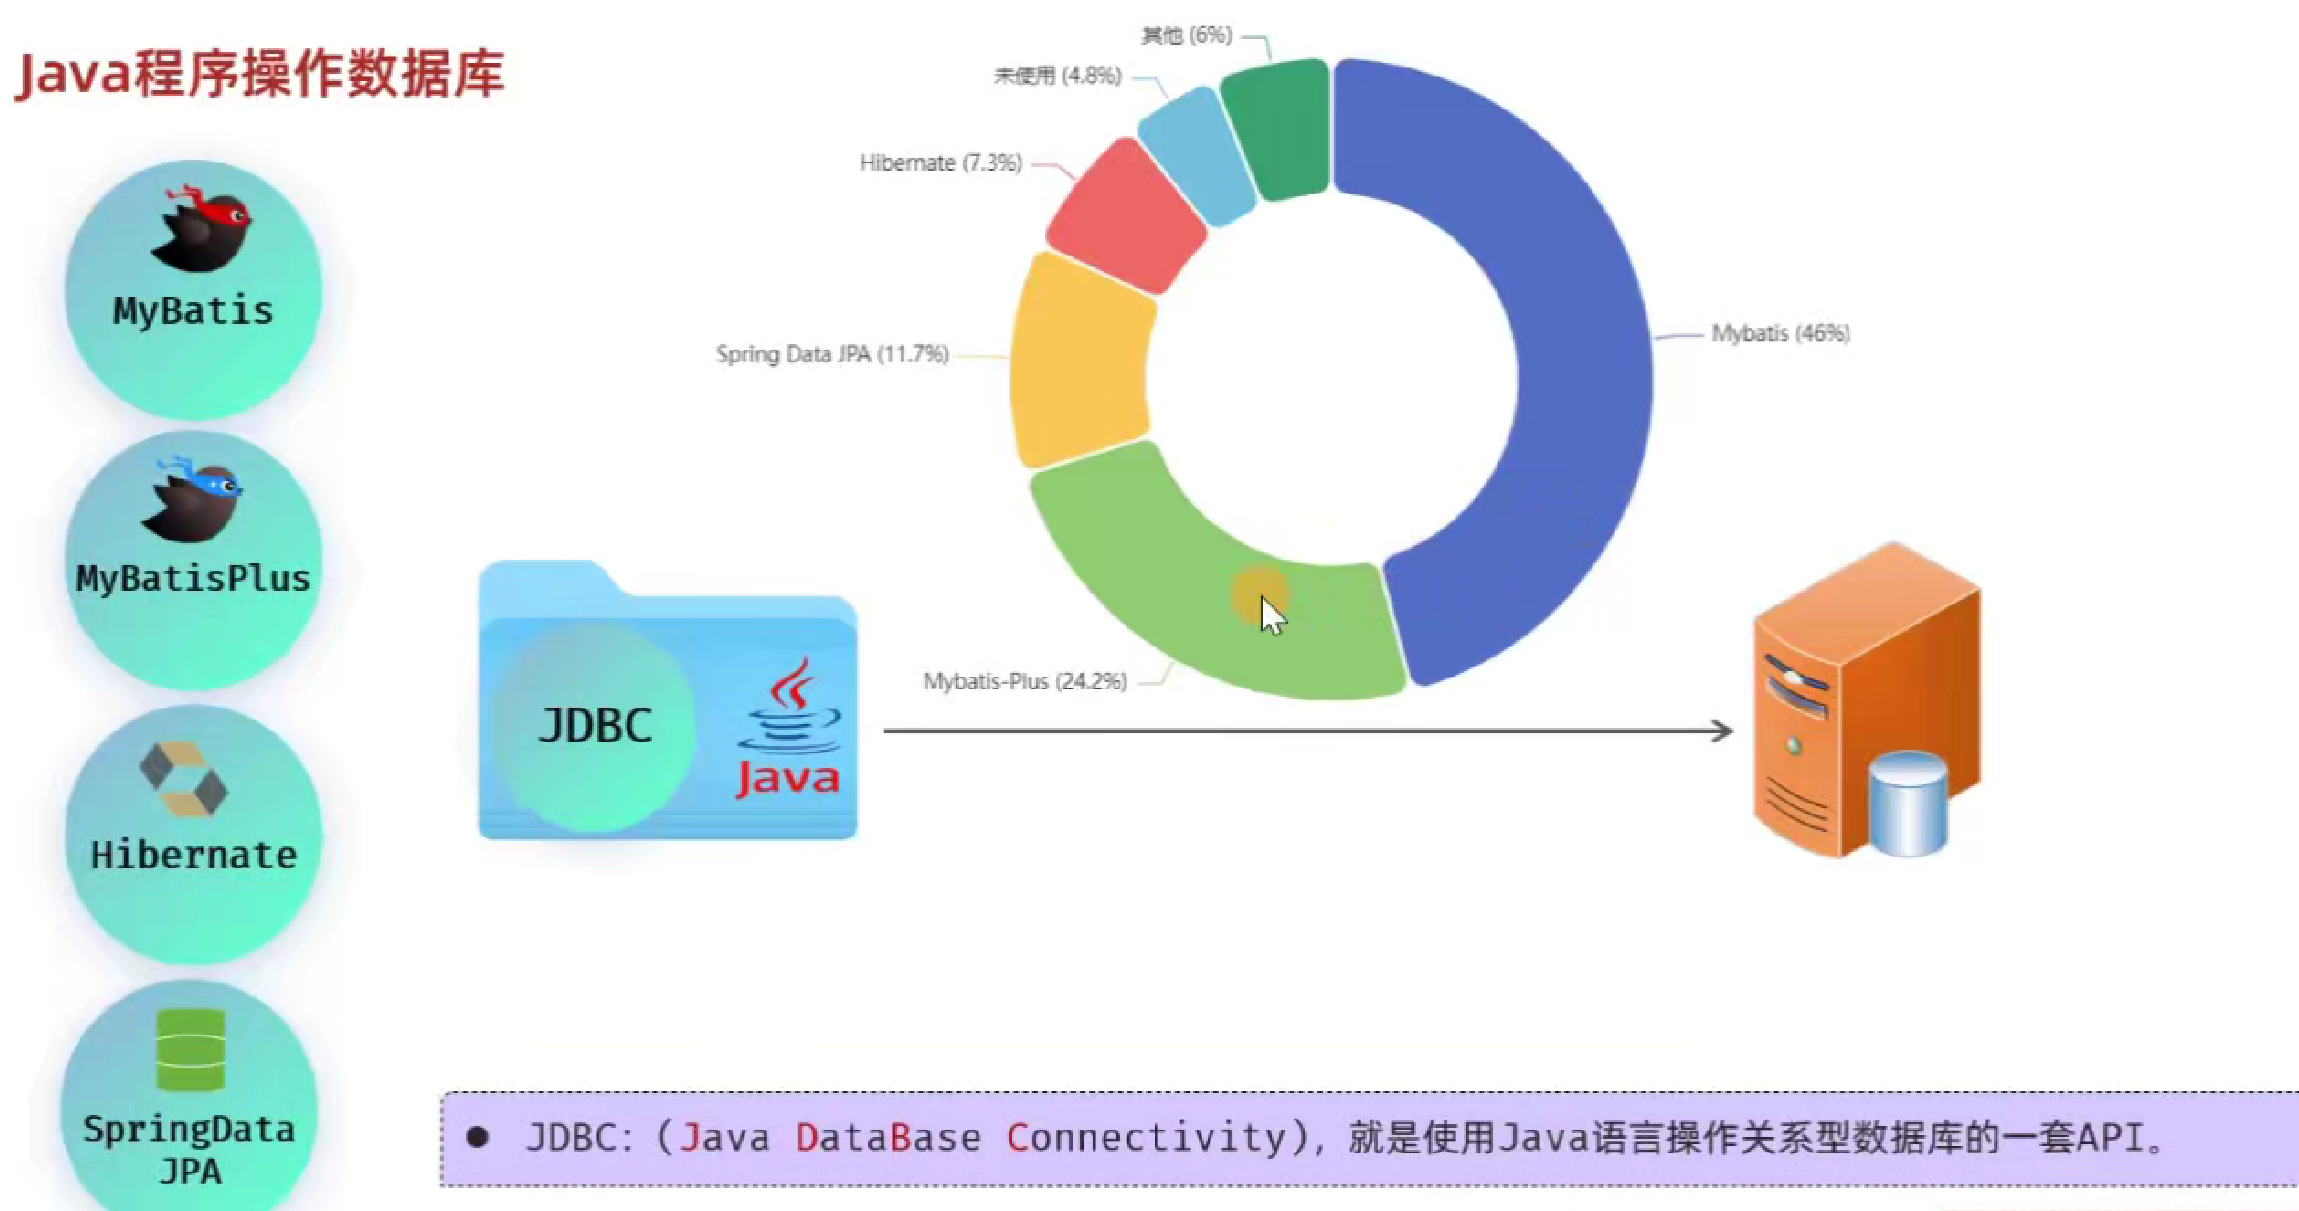 Java程序操作数据库
MyBatis
MyBatisPlus
Hibernate
SpringData
JPA
其他 (6%)
未使用 (4.8%)
Hibernate (7.3%)
Spring Data JPA (11.7%)
Mybatis (46%)
Mybatis-Plus (24.2%)
JDBC
Java
● JDBC：(Java DataBase Connectivity)，就是使用Java语言操作关系型数据库的一套API。